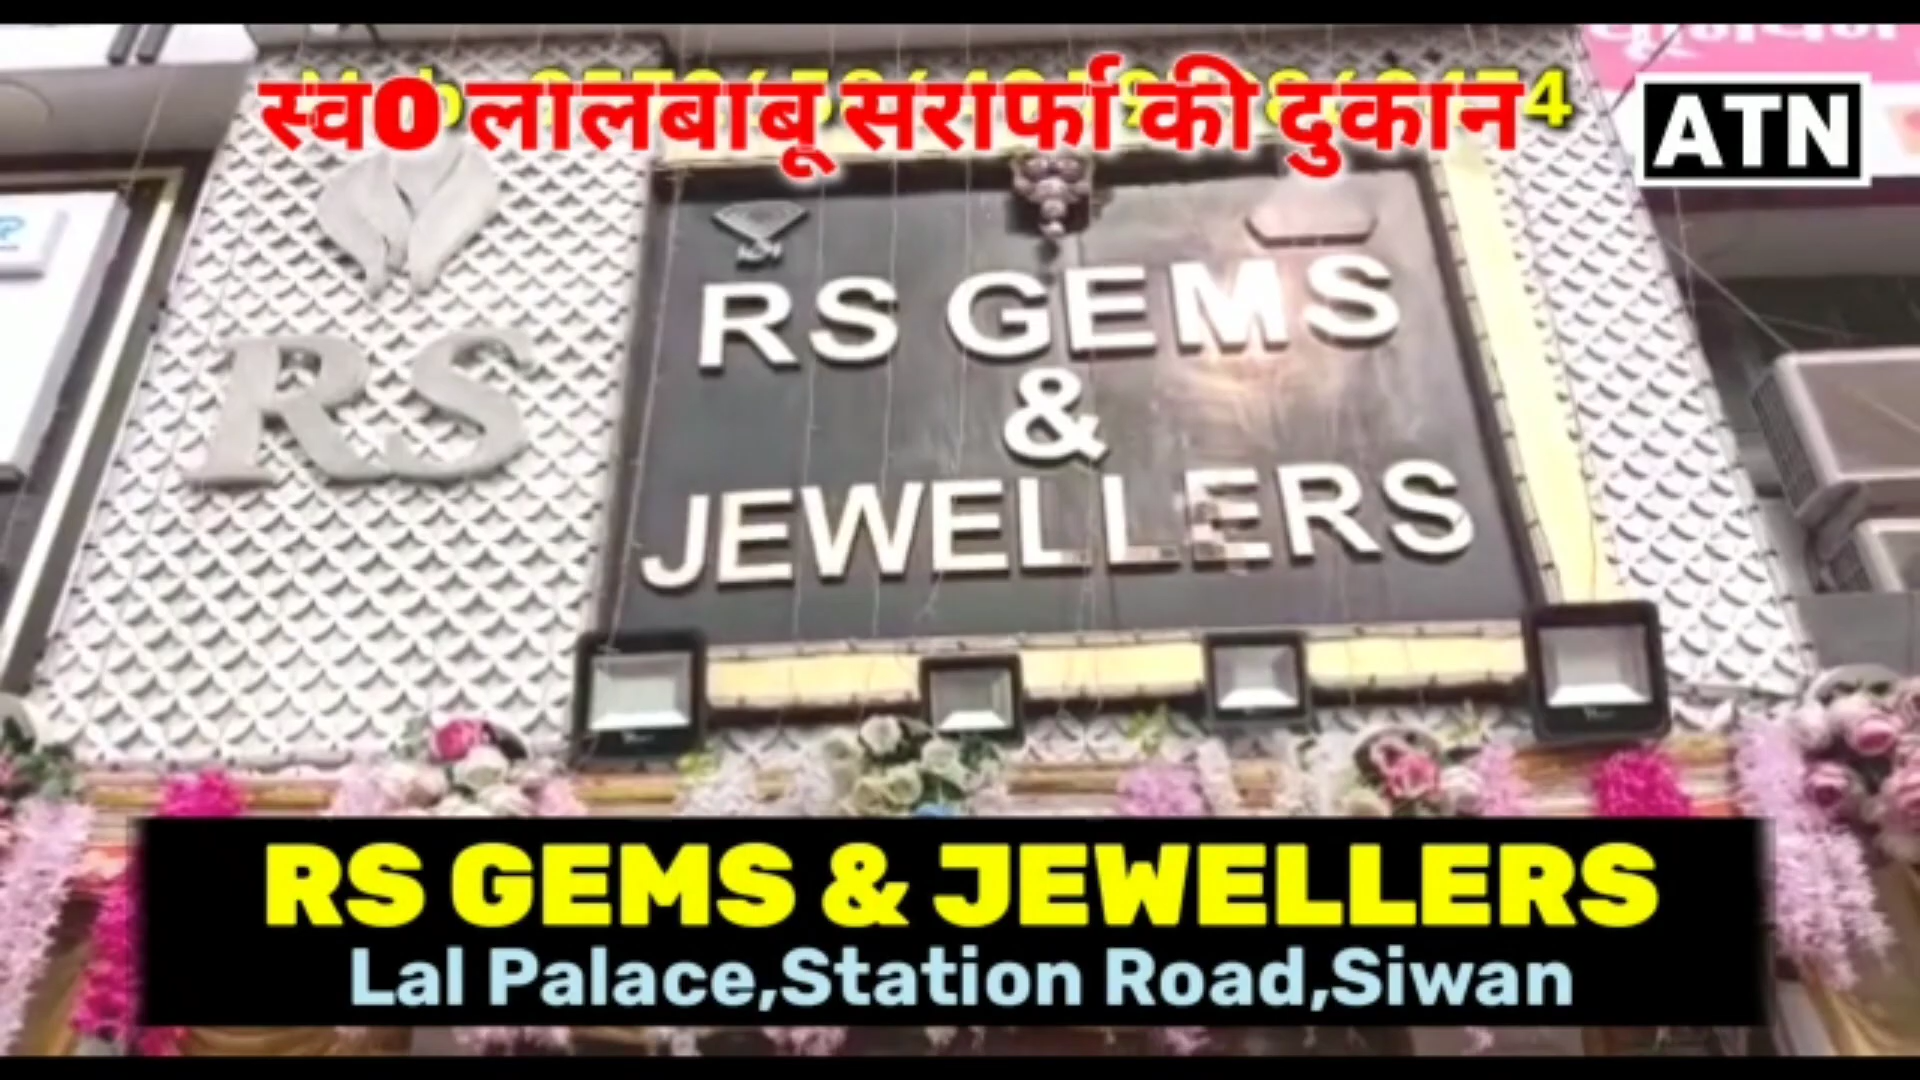 स्व0 लालबाबू सरार्फा की दुकान
ATN
RS GEMS
&
JEWELLERS
RS
RS GEMS & JEWELLERS
Lal Palace,Station Road,Siwan